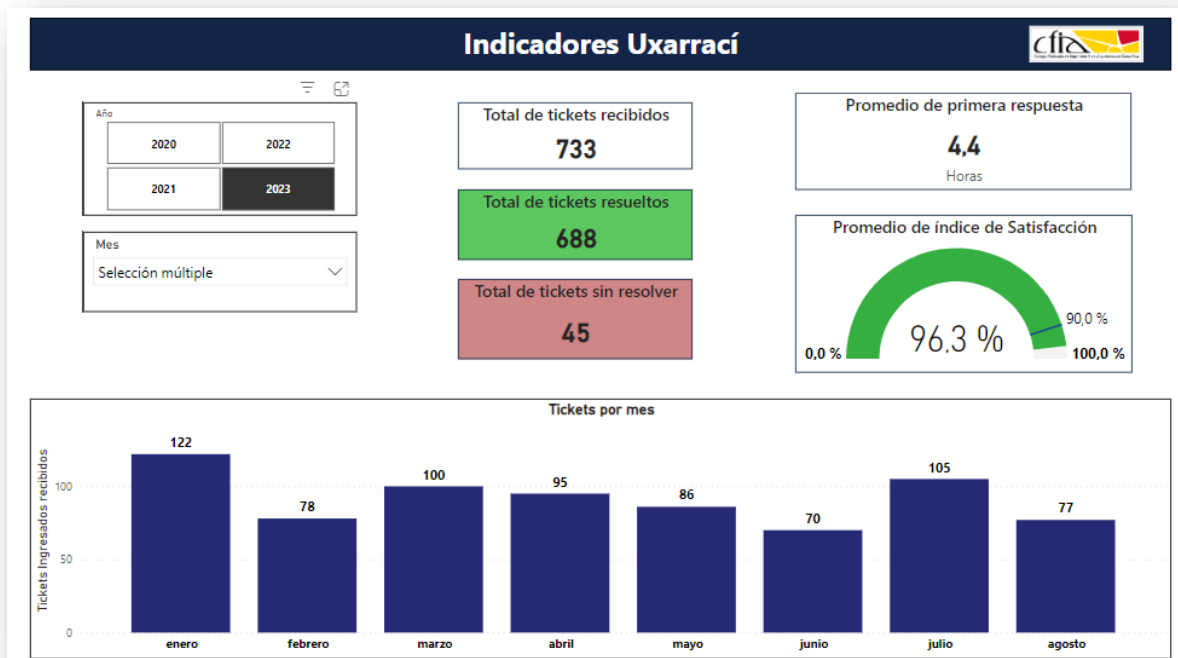 Indicadores Uxarrací
cfia
Año
2020
2022
2021
2023
Mes
Selección múltiple
Total de tickets recibidos
733
Total de tickets resueltos
688
Total de tickets sin resolver
45
Promedio de primera respuesta
4,4
Horas
Promedio de índice de Satisfacción
96,3 %
90,0 %
0,0 %
100,0 %
Tickets por mes
Tickets Ingresados recibidos
100
50
0
122
78
100
95
86
70
105
77
enero
febrero
marzo
abril
mayo
junio
julio
agosto